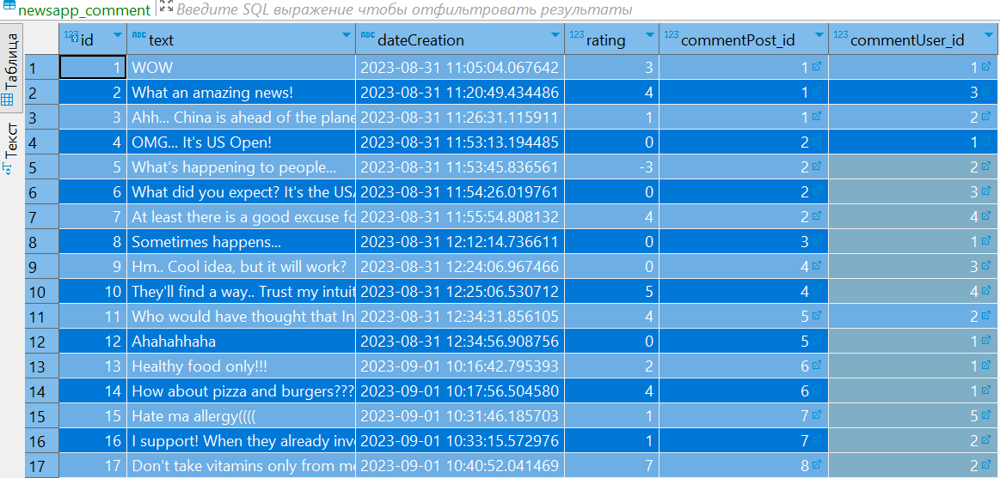 newsapp_comment Введите SQL выражение чтобы отфильтровать результаты
Таблица
Текст
123 id ABC text ABC dateCreation 123 rating 123 commentPost_id 123 commentUser_id
1 1 WOW 2023-08-31 11:05:04.067642 3 1 1
2 2 What an amazing news! 2023-08-31 11:20:49.434486 4 1 3
3 3 Ahh... China is ahead of the plane 2023-08-31 11:26:31.115911 1 1 2
4 4 OMG... It's US Open! 2023-08-31 11:53:13.194485 0 2 1
5 5 What's happening to people... 2023-08-31 11:53:45.836561 -3 2 2
6 6 What did you expect? It's the USA 2023-08-31 11:54:26.019761 0 2 3
7 7 At least there is a good excuse fo 2023-08-31 11:55:54.808132 4 2 4
8 8 Sometimes happens... 2023-08-31 12:12:14.736611 0 3 1
9 9 Hm.. Cool idea, but it will work? 2023-08-31 12:24:06.967466 0 4 3
10 10 They'll find a way.. Trust my intuit 2023-08-31 12:25:06.530712 5 4 4
11 11 Who would have thought that In 2023-08-31 12:34:31.856105 4 5 2
12 12 Ahahahhaha 2023-08-31 12:34:56.908756 0 5 1
13 13 Healthy food only!!! 2023-09-01 10:16:42.795393 2 6 1
14 14 How about pizza and burgers??? 2023-09-01 10:17:56.504580 4 6 1
15 15 Hate ma allergy(((( 2023-09-01 10:31:46.185703 1 7 5
16 16 I support! When they already inv 2023-09-01 10:33:15.572976 1 7 2
17 17 Don't take vitamins only from m 2023-09-01 10:40:52.041469 7 8 2